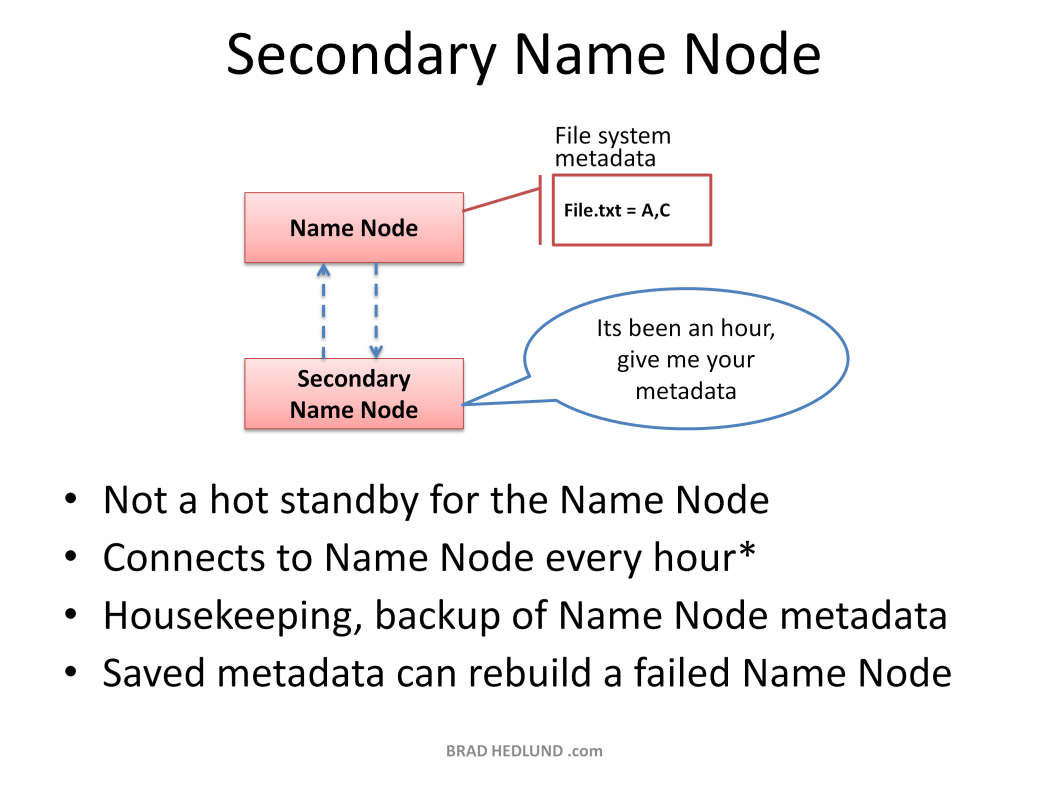 Secondary Name Node
File system
metadata
File.txt = A,C
Name Node
Its been an hour,
give me your
metadata
Secondary
Name Node
• Not a hot standby for the Name Node
• Connects to Name Node every hour*
• Housekeeping, backup of Name Node metadata
• Saved metadata can rebuild a failed Name Node
BRAD HEDLUND .com